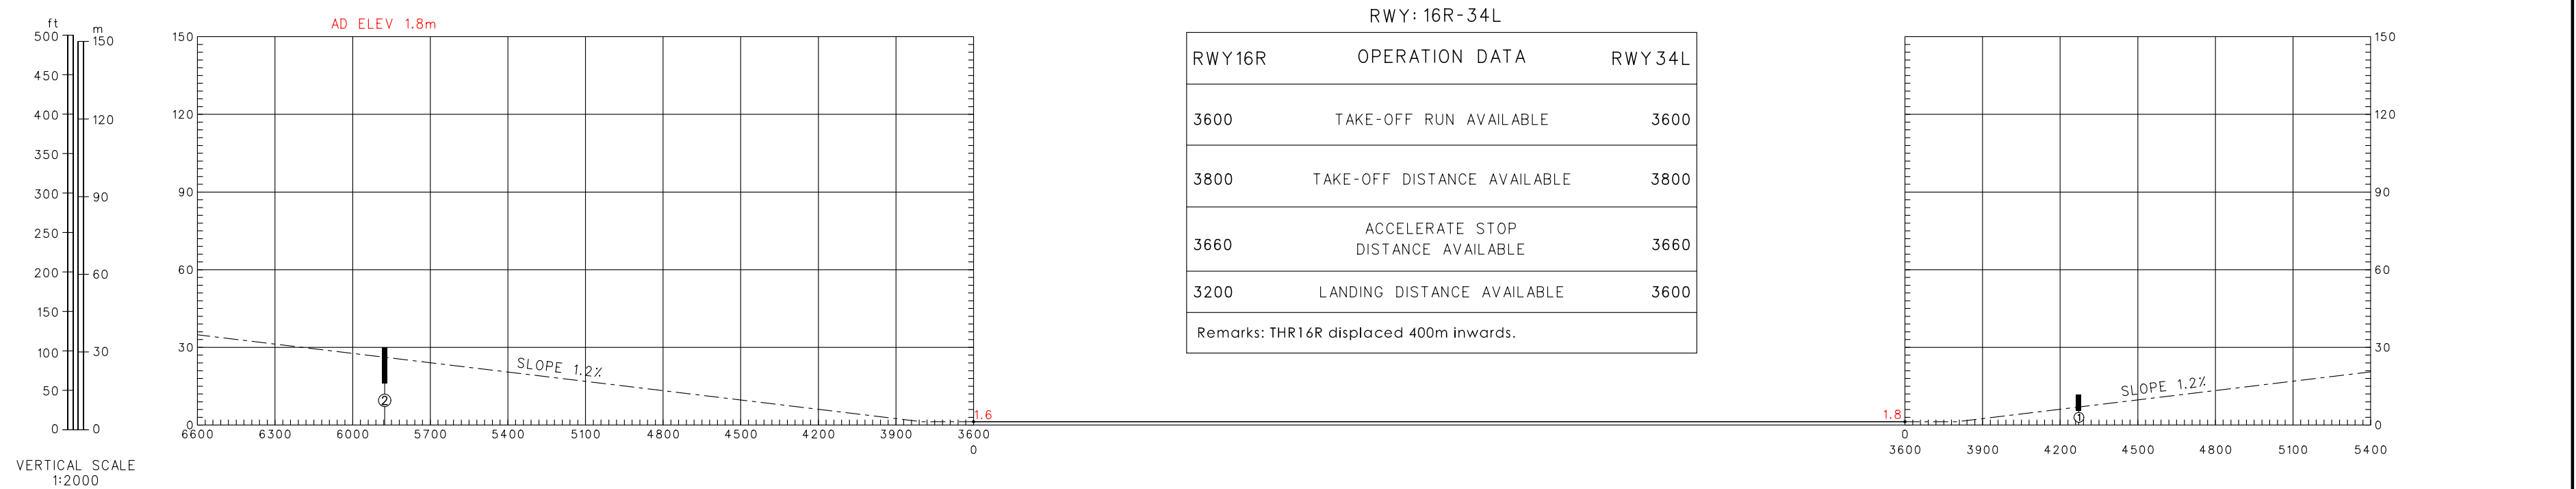 AD ELEV 1.8m
RWY: 16R-34L
ft
m
500
450
400
350
300
250
200
150
100
50
0
150
120
90
60
30
0
VERTICAL SCALE
1:2000
150
120
90
60
30
0
SLOPE 1.2%
②
1.6
6600 6300 6000 5700 5400 5100 4800 4500 4200 3900 3600
0
RWY16R OPERATION DATA RWY34L
3600 TAKE-OFF RUN AVAILABLE 3600
3800 TAKE-OFF DISTANCE AVAILABLE 3800
ACCELERATE STOP
3660 DISTANCE AVAILABLE 3660
3200 LANDING DISTANCE AVAILABLE 3600
Remarks: THR16R displaced 400m inwards.
1.8
150
120
90
60
30
0
SLOPE 1.2%
①
0
3600 3900 4200 4500 4800 5100 5400